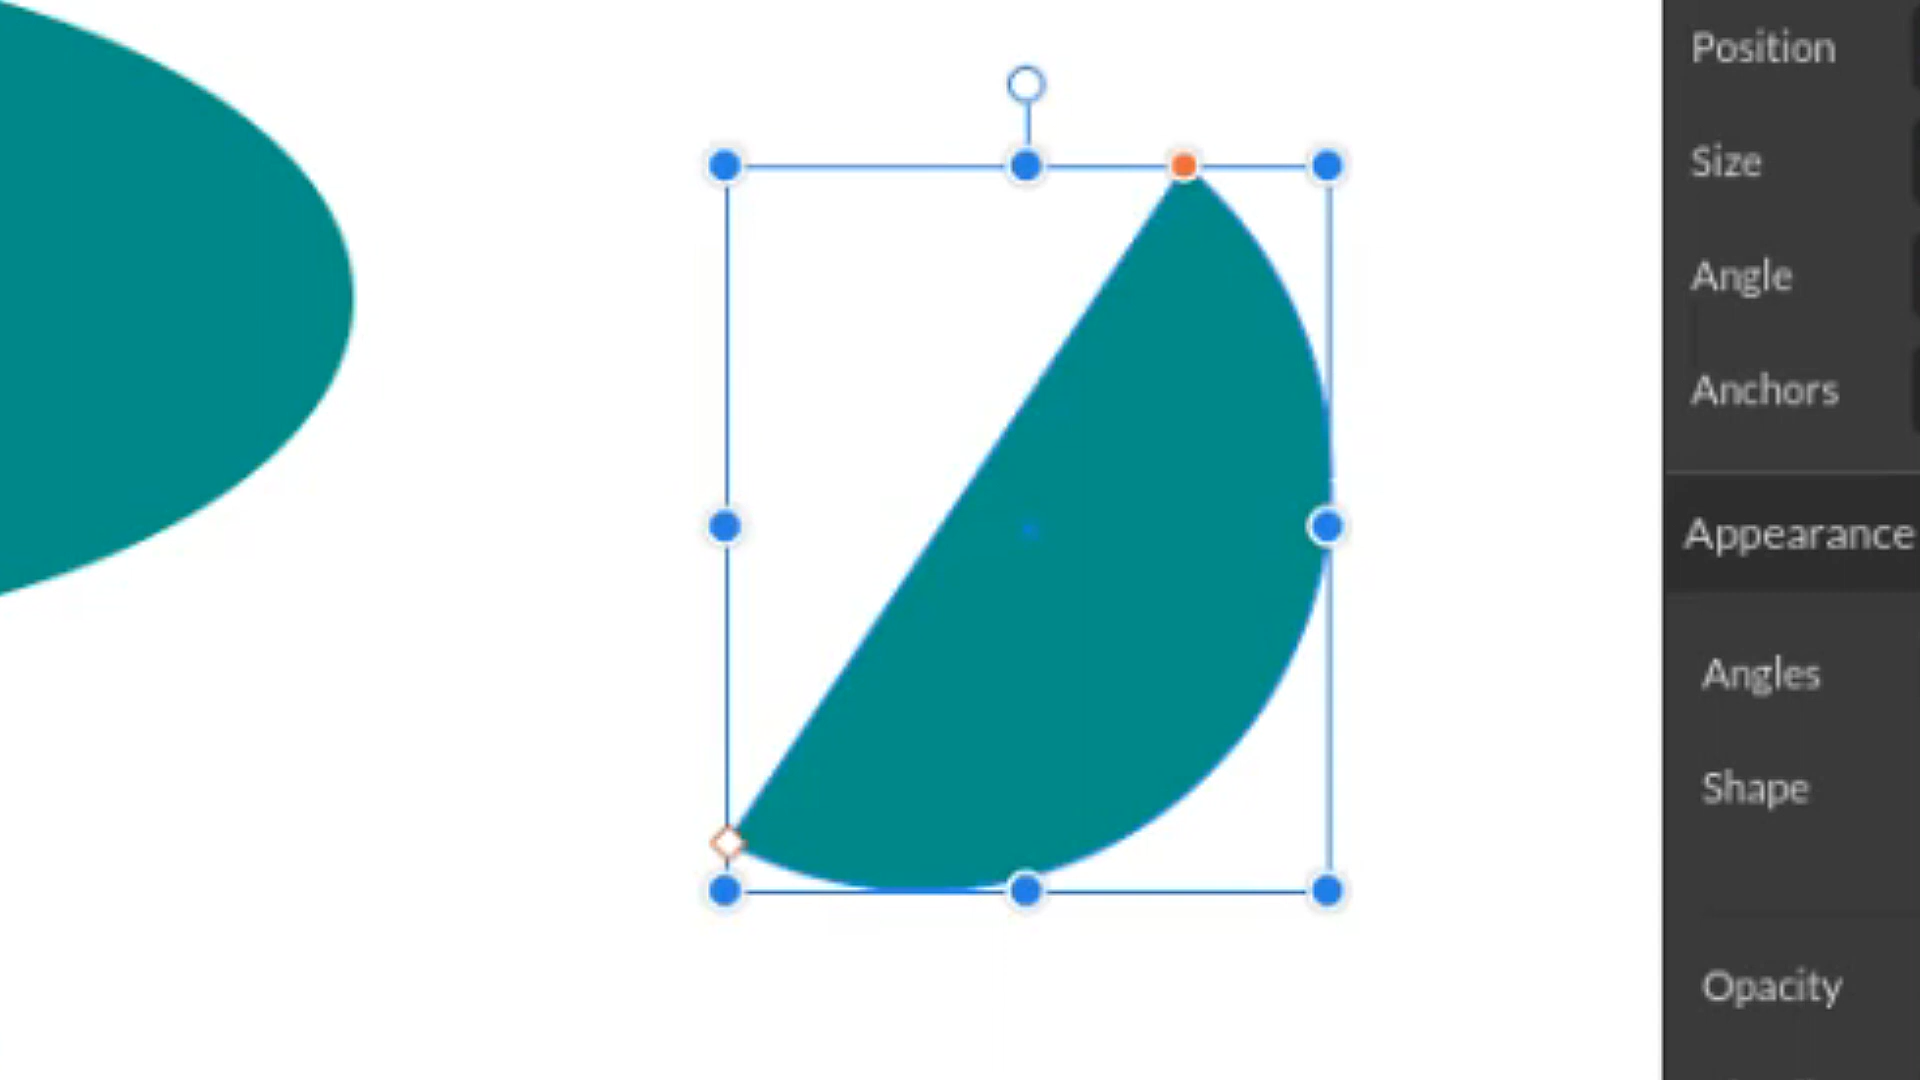 Position
Size
Angle
Anchors
Appearance
Angles
Shape
Opacity